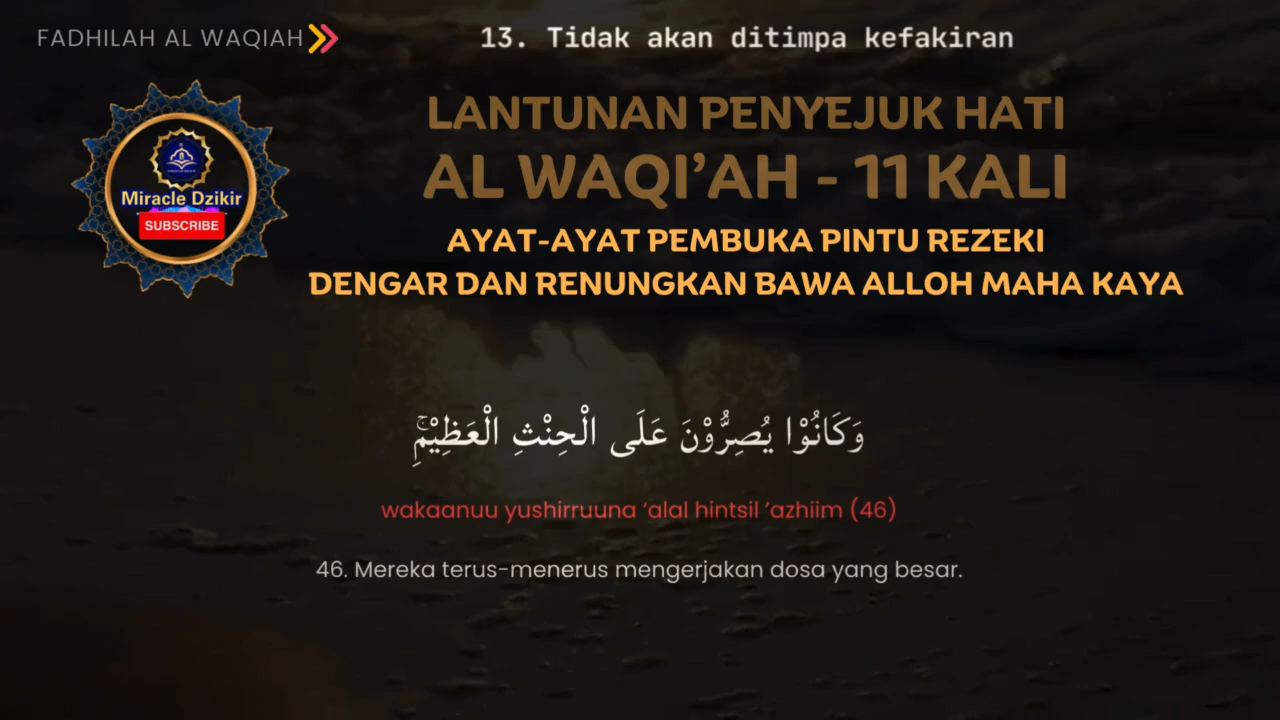 FADHILAH AL WAQIAH
13. Tidak akan ditimpa kefakiran
LANTUNAN PENYEJUK HATI
AL WAQI’AH - 11 KALI
AYAT-AYAT PEMBUKA PINTU REZEKI
DENGAR DAN RENUNGKAN BAWA ALLOH MAHA KAYA
Miracle Dzikir
SUBSCRIBE
وَكَانُوْا يُصِرُّوْنَ عَلَى الْحِنْثِ الْعَظِيْمِۚ
wakaanuu yushirruuna ‘alal hintsil ‘azhiim (46)
46. Mereka terus-menerus mengerjakan dosa yang besar.